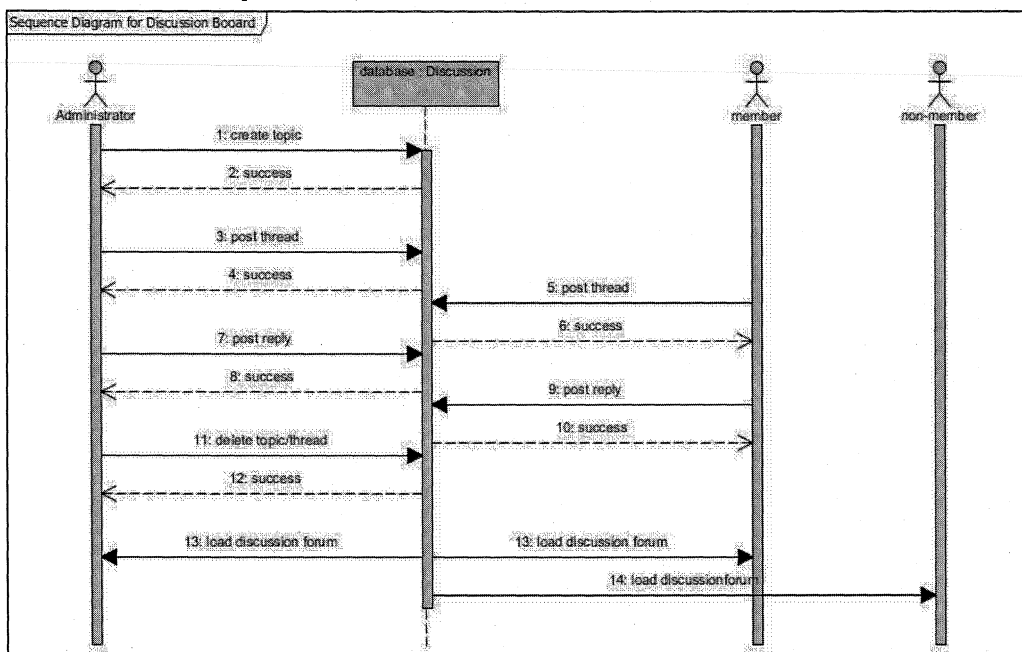 Sequence Diagram for Discussion Booard
database : Discussion
Administrator
member
non-member
1: create topic
2: success
3: post thread
4: success
5: post thread
6: success
7: post reply
8: success
9: post reply
10: success
11: delete topic/thread
12: success
13: load discussion forum
13: load discussion forum
14: load discussionforum